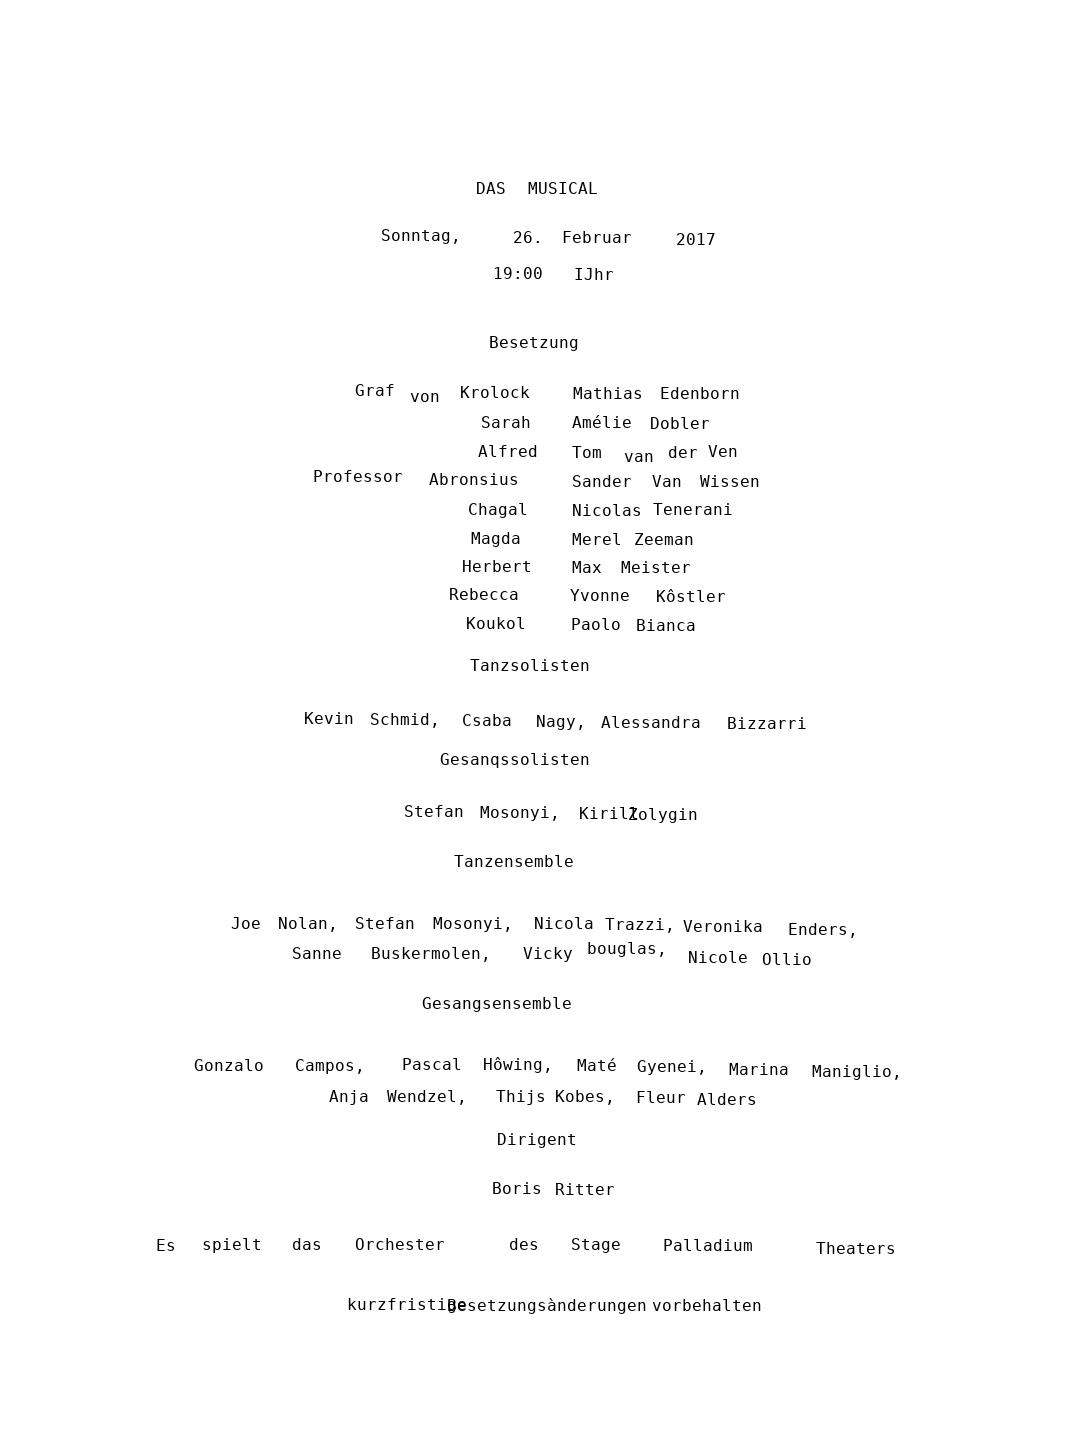 DAS MUSICAL
Sonntag, 26. Februar 2017
19:00 IJhr
Besetzung
Graf von Krolock Mathias Edenborn
Sarah Amélie Dobler
Alfred Tom van der Ven
Professor Abronsius Sander Van Wissen
Chagal Nicolas Tenerani
Magda Merel Zeeman
Herbert Max Meister
Rebecca Yvonne Kôstler
Koukol Paolo Bianca
Tanzsolisten
Kevin Schmid, Csaba Nagy, Alessandra Bizzarri
Gesanqssolisten
Stefan Mosonyi, Kirill Zolygin
Tanzensemble
Joe Nolan, Stefan Mosonyi, Nicola Trazzi, Veronika Enders,
Sanne Buskermolen, Vicky bouglas, Nicole Ollio
Gesangsensemble
Gonzalo Campos, Pascal Hôwing, Maté Gyenei, Marina Maniglio,
Anja Wendzel, Thijs Kobes, Fleur Alders
Dirigent
Boris Ritter
Es spielt das Orchester des Stage Palladium Theaters
kurzfristige Besetzungsànderungen vorbehalten